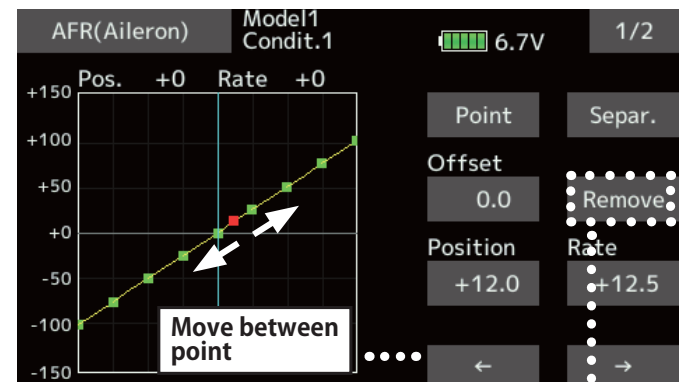 AFR(Aileron)
Model1
Condit.1
6.7V
1/2
Pos. +0 Rate +0
+150
+100
+50
+0
-50
-100
-150
Point
Separ.
Offset
0.0
Remove
Position
Rate
+12.0
+12.5
Move between
point
←
→